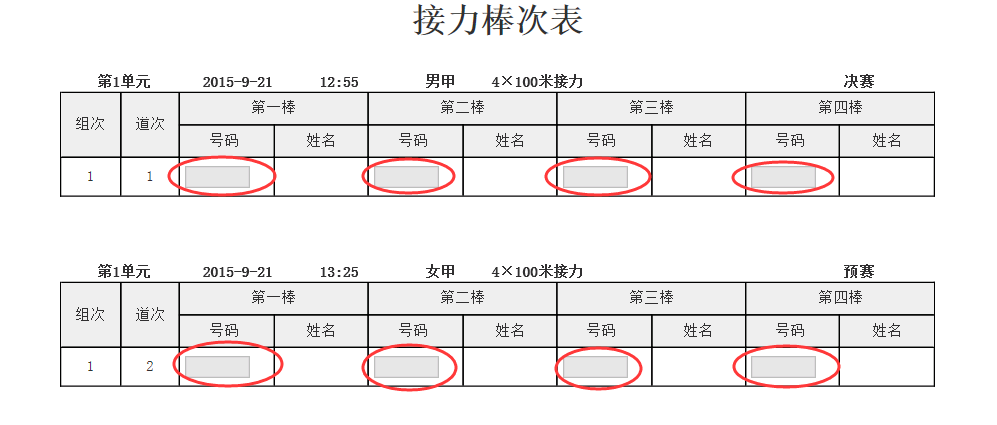 接力棒次表
第1单元 2015-9-21 12:55 男甲 4×100米接力 决赛
组次 道次 第一棒 第二棒 第三棒 第四棒
号码 姓名 号码 姓名 号码 姓名 号码 姓名
1 1
第1单元 2015-9-21 13:25 女甲 4×100米接力 预赛
组次 道次 第一棒 第二棒 第三棒 第四棒
号码 姓名 号码 姓名 号码 姓名 号码 姓名
1 2